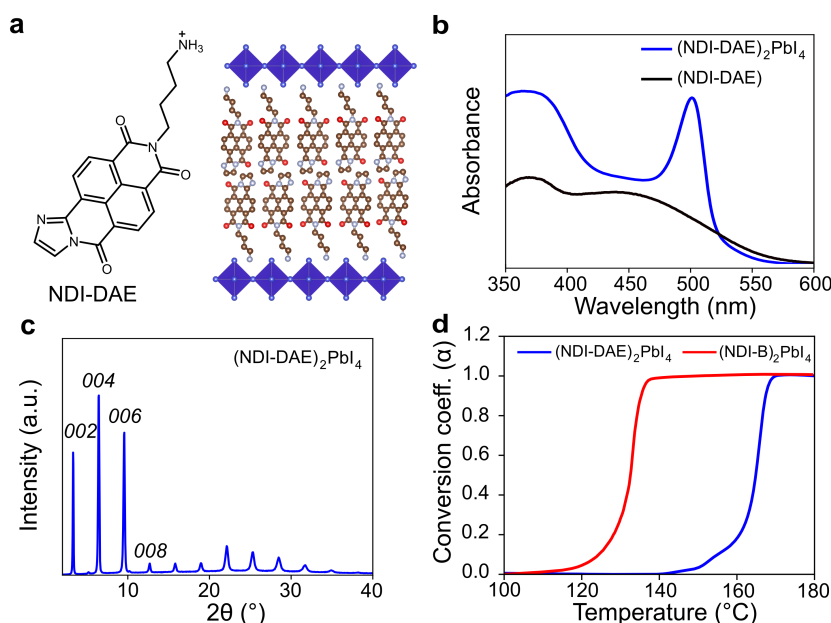 a
NH₃
+
O
N
O
N
N
O
NDI-DAE
b
(NDI-DAE)₂PbI₄
(NDI-DAE)
Absorbance
350 400 450 500 550 600
Wavelength (nm)
c
(NDI-DAE)₂PbI₄
002
004
006
008
Intensity (a.u.)
10 20 30 40
2θ (°)
d
(NDI-DAE)₂PbI₄ (NDI-B)₂PbI₄
Conversion coeff. (α)
1.2
1.0
0.8
0.6
0.4
0.2
0.0
100 120 140 160 180
Temperature (°C)